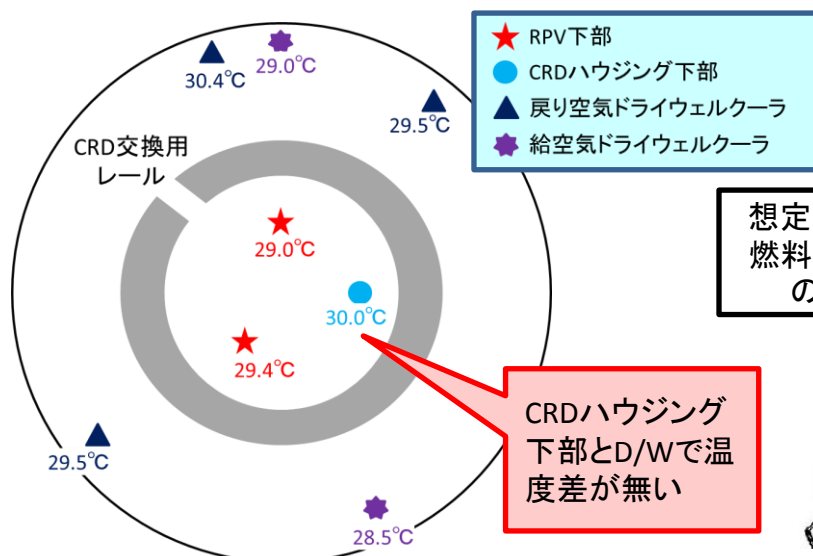 RPV下部
CRDハウジング下部
戻り空気ドライウェルクーラ
給空気ドライウェルクーラ
30.4℃
29.0℃
29.5℃
CRD交換用
レール
29.0℃
30.0℃
29.4℃
29.5℃
28.5℃
想定
燃料
の
CRDハウジング
下部とD/Wで温
度差が無い